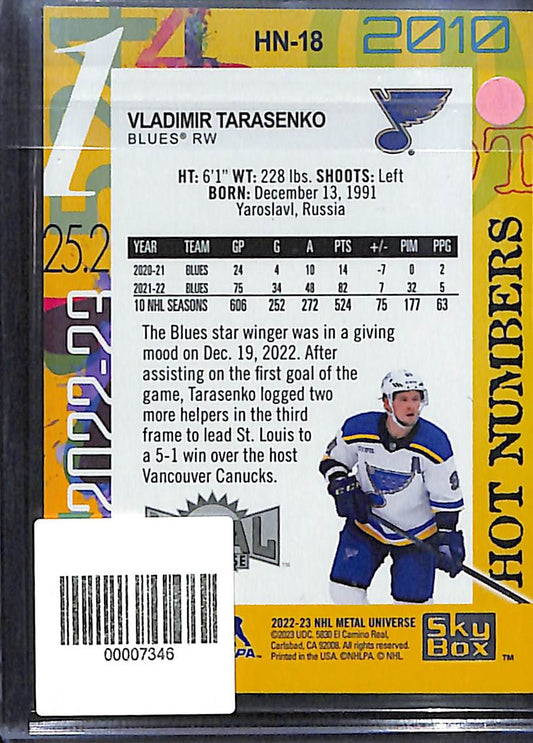 HN-18
2010
1
VLADIMIR TARASENKO
BLUES® RW
HT: 6'1" WT: 228 lbs. SHOOTS: Left
BORN: December 13, 1991
Yaroslavl, Russia
25.2
2022-23
YEAR TEAM GP G A PTS +/- PIM PPG
2020-21 BLUES 24 4 10 14 -7 0 2
2021-22 BLUES 75 34 48 82 7 32 5
10 NHL SEASONS 606 252 272 524 75 177 63
HOT NUMBERS
The Blues star winger was in a giving
mood on Dec. 19, 2022. After
assisting on the first goal of the
game, Tarasenko logged two
more helpers in the third
frame to lead St. Louis to
a 5-1 win over the host
Vancouver Canucks.
2022-23 NHL METAL UNIVERSE
©2023 UDC. 5830 El Camino Real,
Carlsbad, CA 92008. All rights reserved.
Printed in the USA. ©NHLPA. © NHL.
SkyBox™
00007346